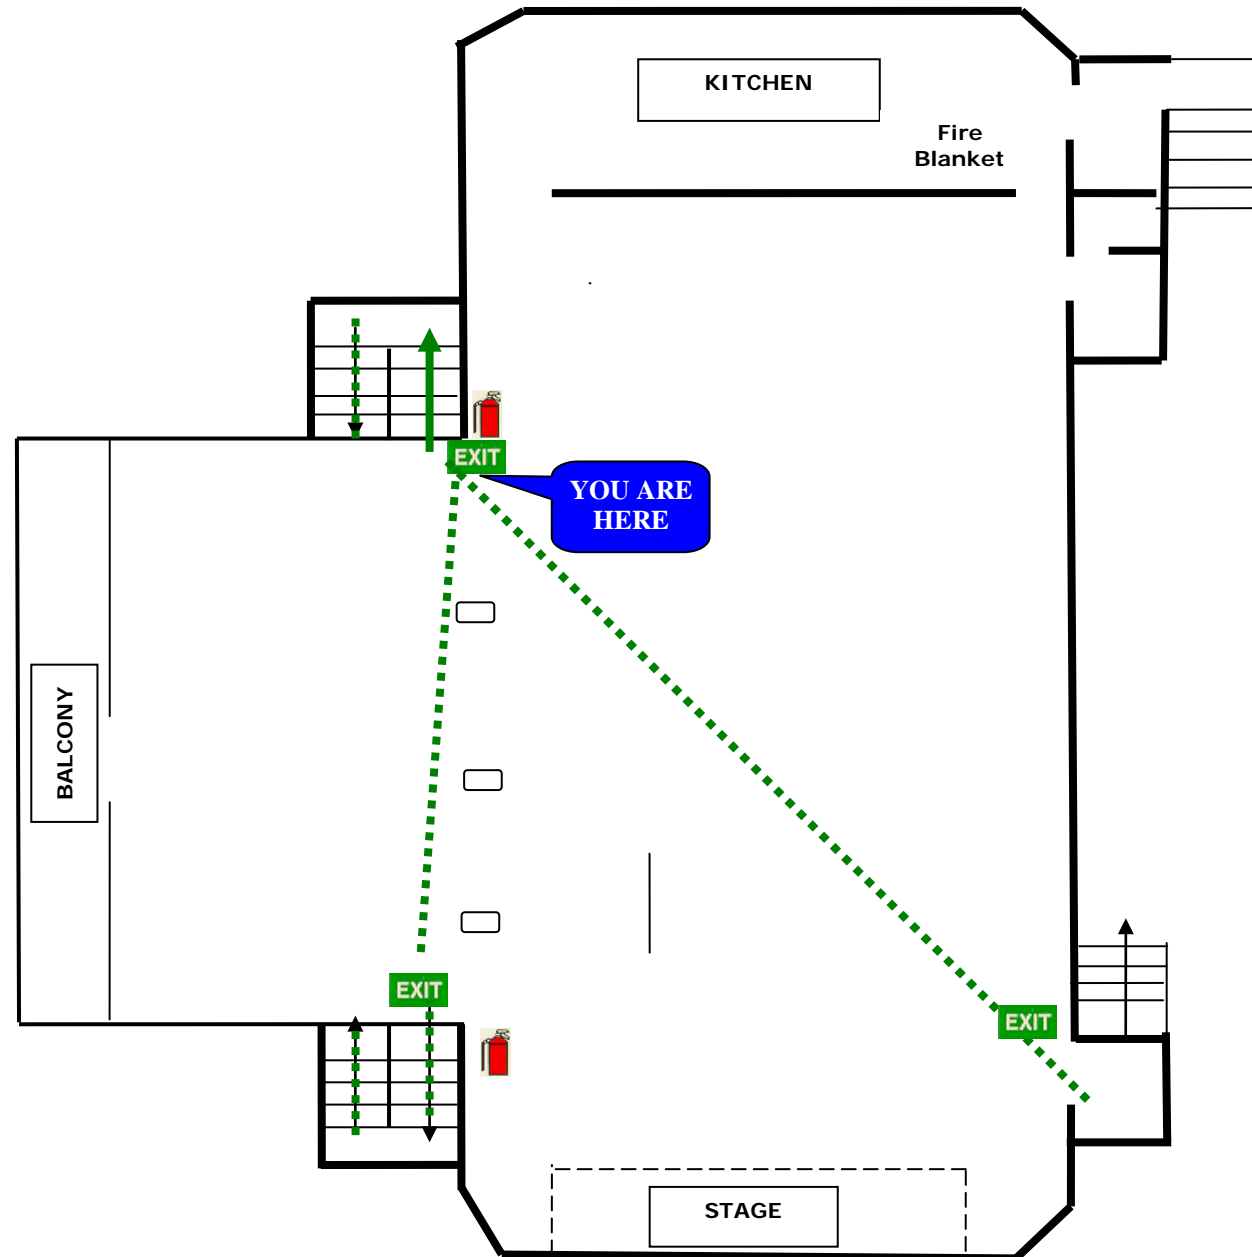 KITCHEN
Fire
Blanket
EXIT
YOU ARE
HERE
BALCONY
EXIT
EXIT
STAGE